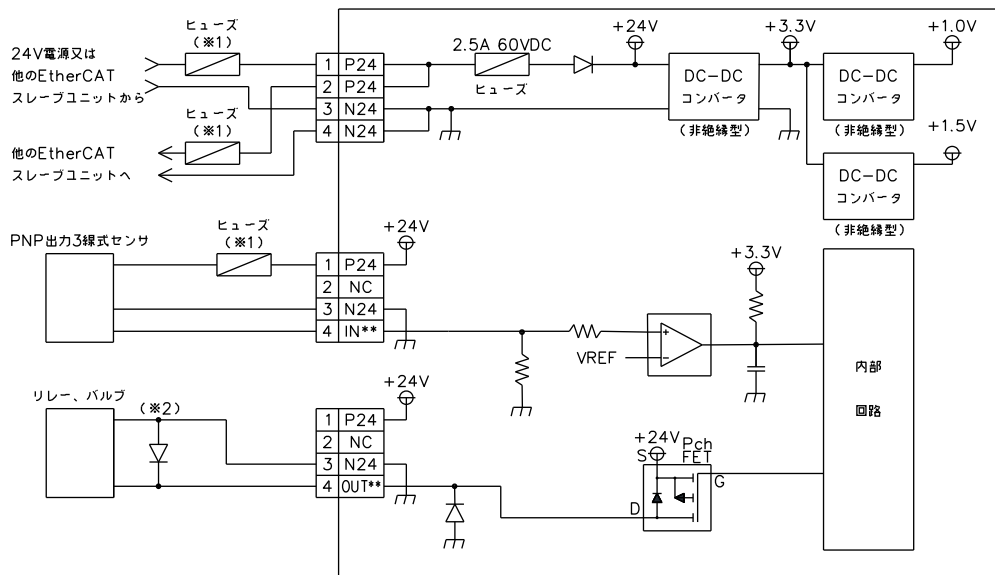 24V電源又は
他のEtherCAT
スレーブユニットから
ヒューズ
(※1)
ヒューズ
(※1)
他のEtherCAT
スレーブユニットへ
1 P24
2 P24
3 N24
4 N24
2.5A 60VDC
ヒューズ
+24V
DC-DC
コンバータ
(非絶縁型)
+3.3V
DC-DC
コンバータ
(非絶縁型)
+1.0V
+1.5V
DC-DC
コンバータ
(非絶縁型)
PNP出力3線式センサ
ヒューズ
(※1)
1 P24
2 NC
3 N24
4 IN**
+24V
VREF
+
-
+3.3V
内部
回路
リレー、バルブ
(※2)
1 P24
2 NC
3 N24
4 OUT**
+24V
+24V
Pch
FET
S
G
D